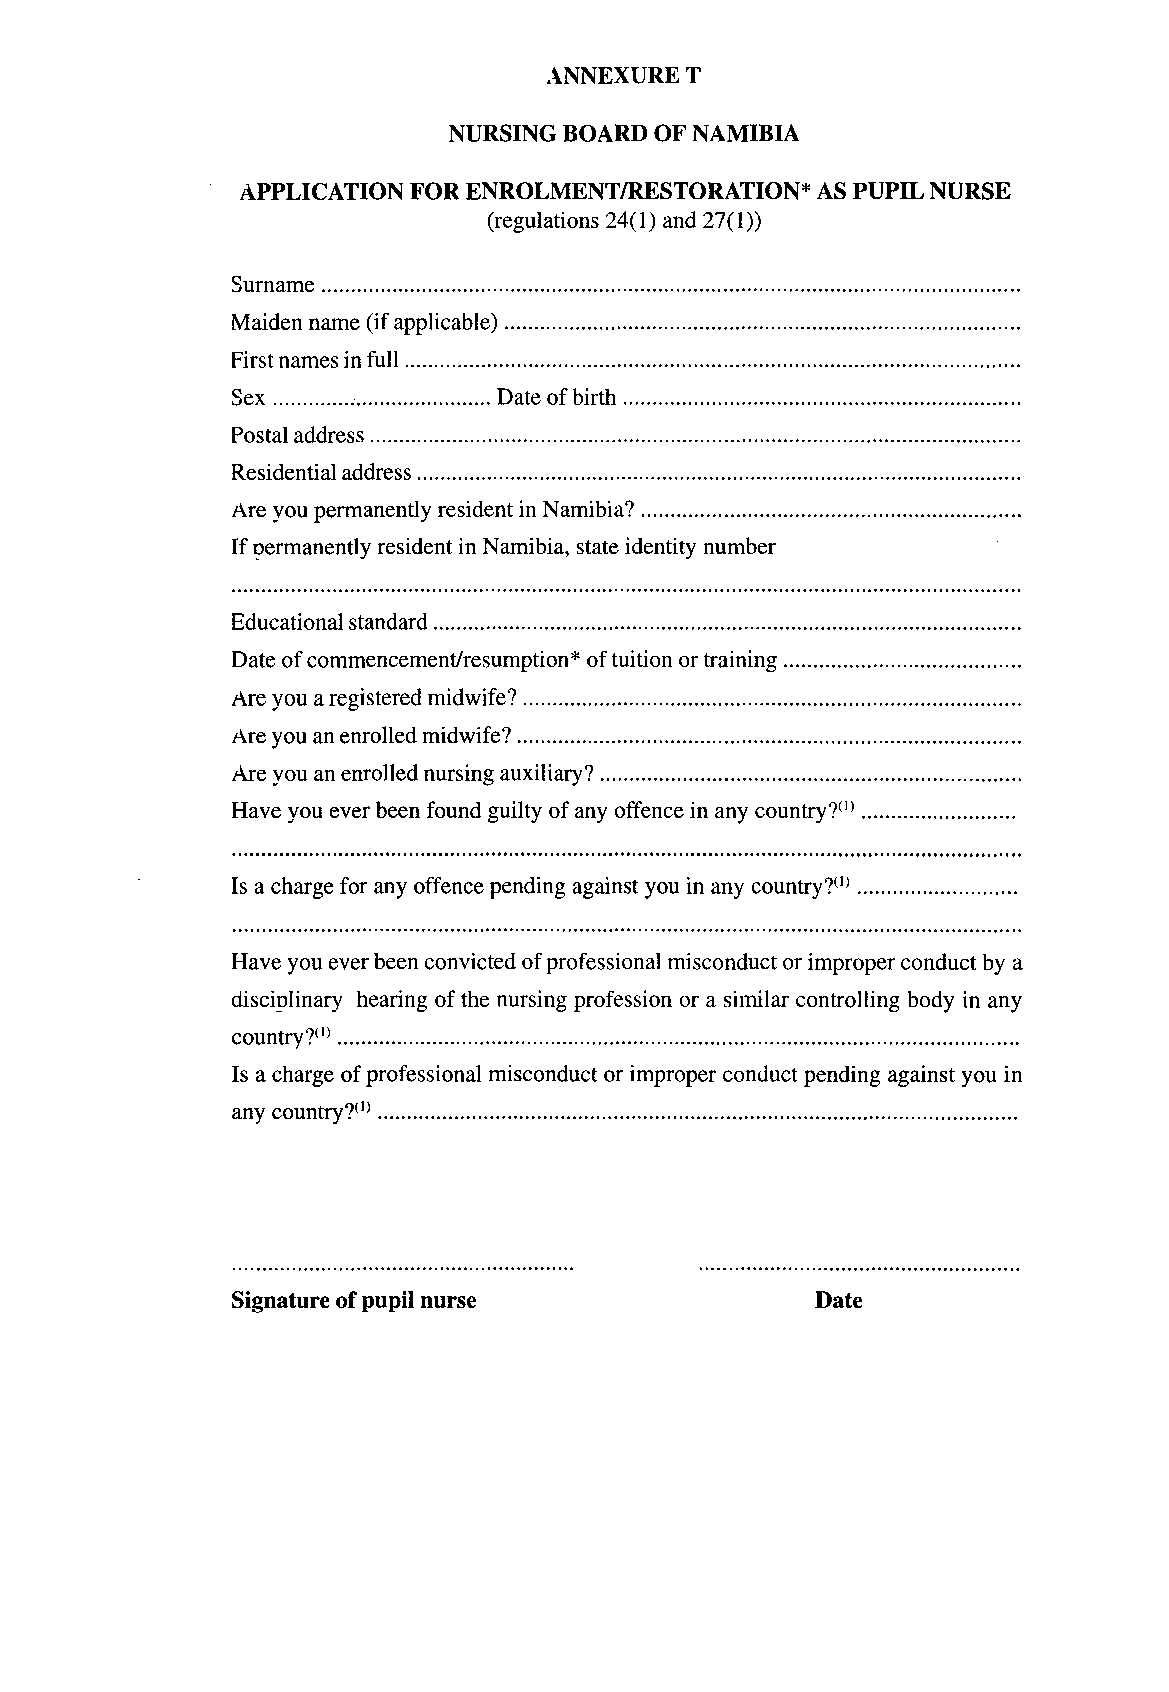 ANNEXURE T
NURSING BOARD OF NAMIBIA
APPLICATION FOR ENROLMENT/RESTORATION* AS PUPIL NURSE
(regulations 24(1) and 27(1))
Surname ..........
Maiden name (if applicable) ..........
First names in full ..........
Sex .......... Date of birth ..........
Postal address ..........
Residential address ..........
Are you permanently resident in Namibia? ..........
If permanently resident in Namibia, state identity number
..........
Educational standard ..........
Date of commencement/resumption* of tuition or training ..........
Are you a registered midwife? ..........
Are you an enrolled midwife? ..........
Are you an enrolled nursing auxiliary? ..........
Have you ever been found guilty of any offence in any country?(1) ..........
..........
Is a charge for any offence pending against you in any country?(1) ..........
..........
Have you ever been convicted of professional misconduct or improper conduct by a
disciplinary hearing of the nursing profession or a similar controlling body in any
country?(1) ..........
Is a charge of professional misconduct or improper conduct pending against you in
any country?(1) ..........
.......... ..........
Signature of pupil nurse Date